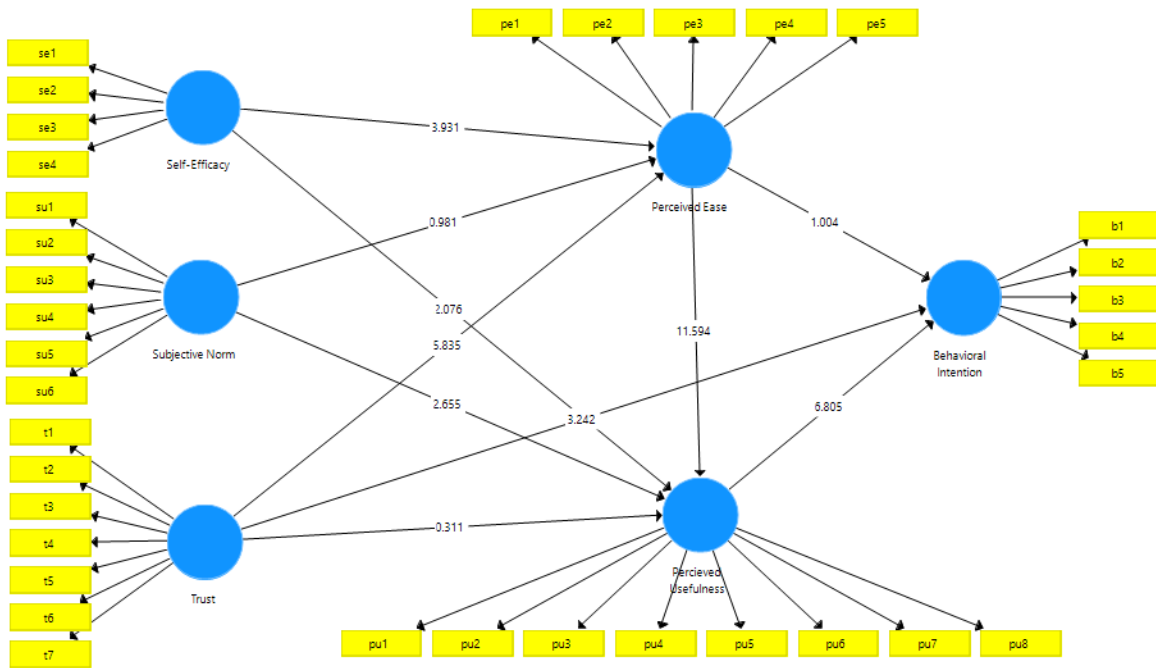 pe1
pe2
pe3
pe4
pe5
se1
se2
se3
se4
Self-Efficacy
3.931
Perceived Ease
su1
su2
su3
su4
su5
su6
Subjective Norm
0.981
1.004
2.076
5.835
11.594
b1
b2
b3
b4
b5
Behavioral
Intention
2.655
3.242
6.805
t1
t2
t3
t4
t5
t6
t7
Trust
0.311
Percieved
Usefulness
pu1
pu2
pu3
pu4
pu5
pu6
pu7
pu8